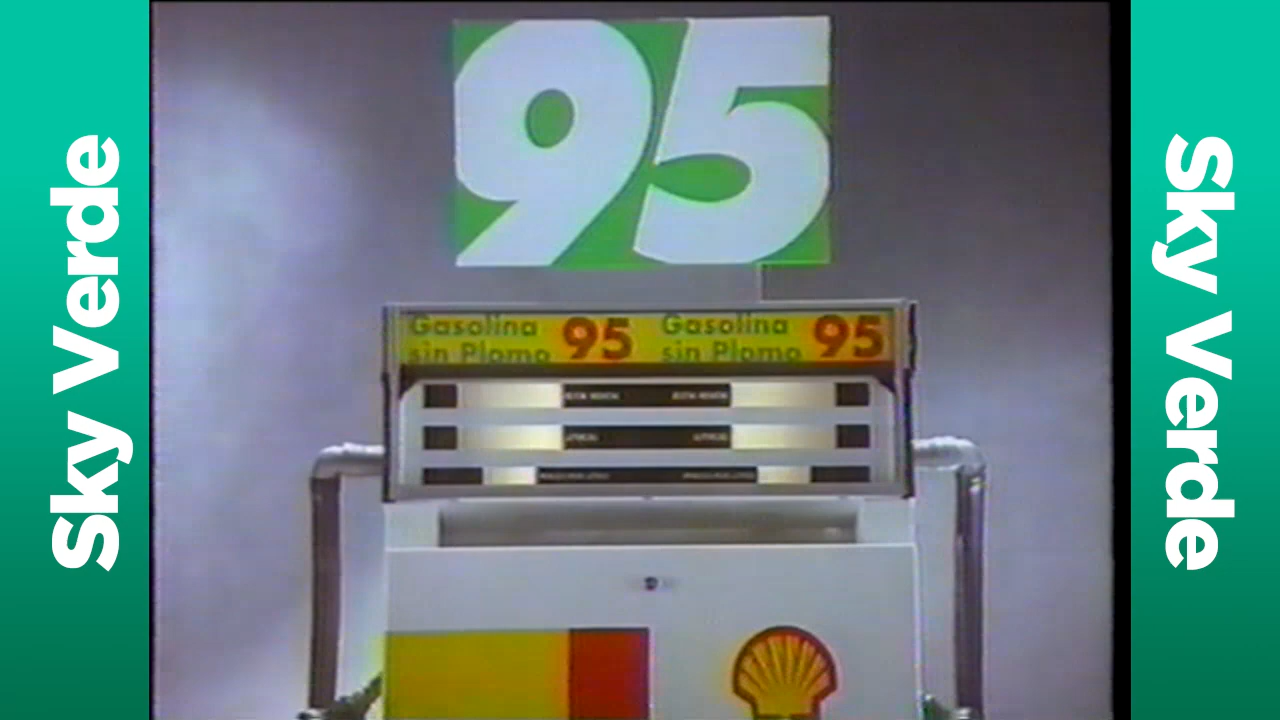 Sky Verde
95
Gasolina 95 Gasolina 95
sin Plomo sin Plomo
Sky Verde